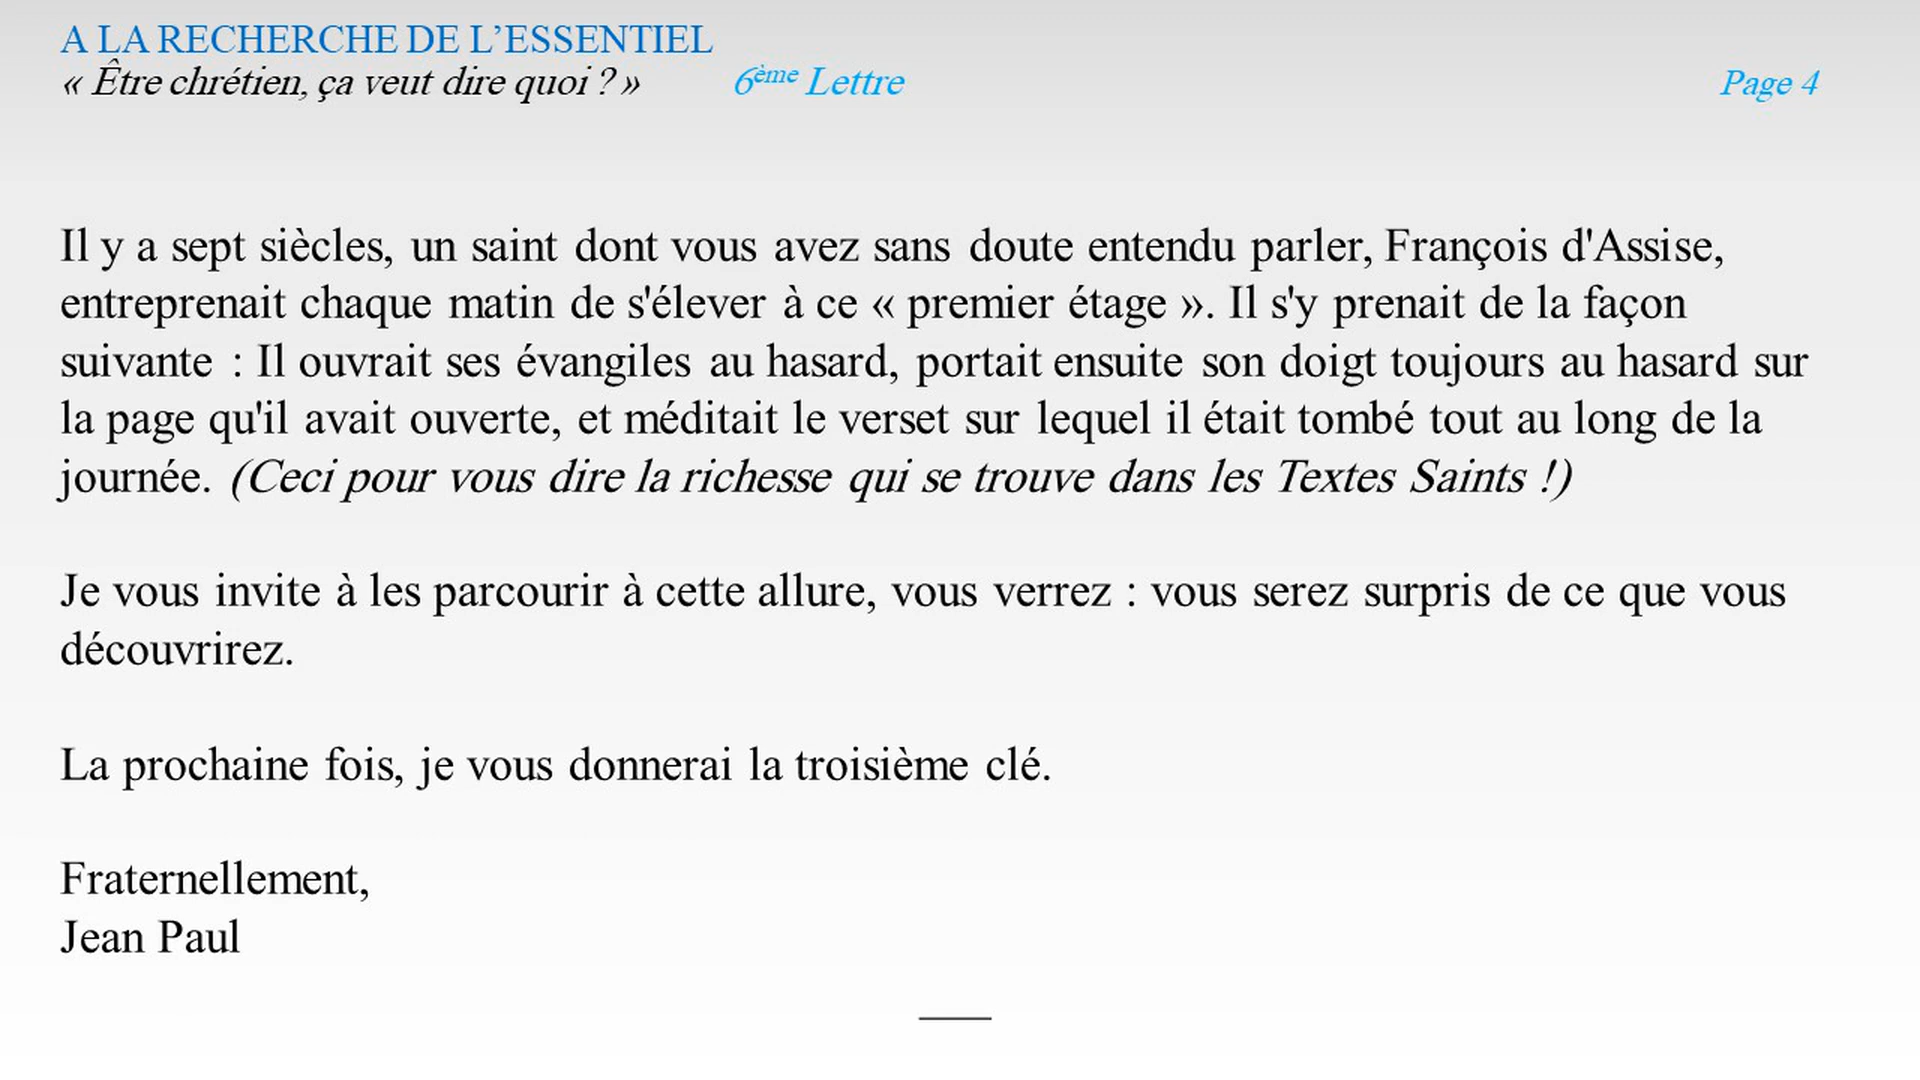 A LA RECHERCHE DE L’ESSENTIEL
« Être chrétien, ça veut dire quoi ? » 6ème Lettre Page 4
Il y a sept siècles, un saint dont vous avez sans doute entendu parler, François d'Assise,
entreprenait chaque matin de s'élever à ce « premier étage ». Il s'y prenait de la façon
suivante : Il ouvrait ses évangiles au hasard, portait ensuite son doigt toujours au hasard sur
la page qu'il avait ouverte, et méditait le verset sur lequel il était tombé tout au long de la
journée. (Ceci pour vous dire la richesse qui se trouve dans les Textes Saints !)
Je vous invite à les parcourir à cette allure, vous verrez : vous serez surpris de ce que vous
découvrirez.
La prochaine fois, je vous donnerai la troisième clé.
Fraternellement,
Jean Paul